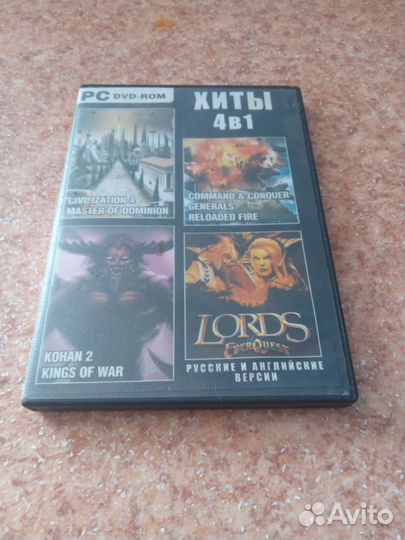 PC DVD-ROM
ХИТЫ
4в1
CIVILIZATION 4
MASTER OF DOMINION
COMMAND & CONQUER
GENERALS
RELOADED FIRE
KOHAN 2
KINGS OF WAR
LORDS
OF
EVERQUEST
РУССКИЕ И АНГЛИЙСКИЕ
ВЕРСИИ
Avito